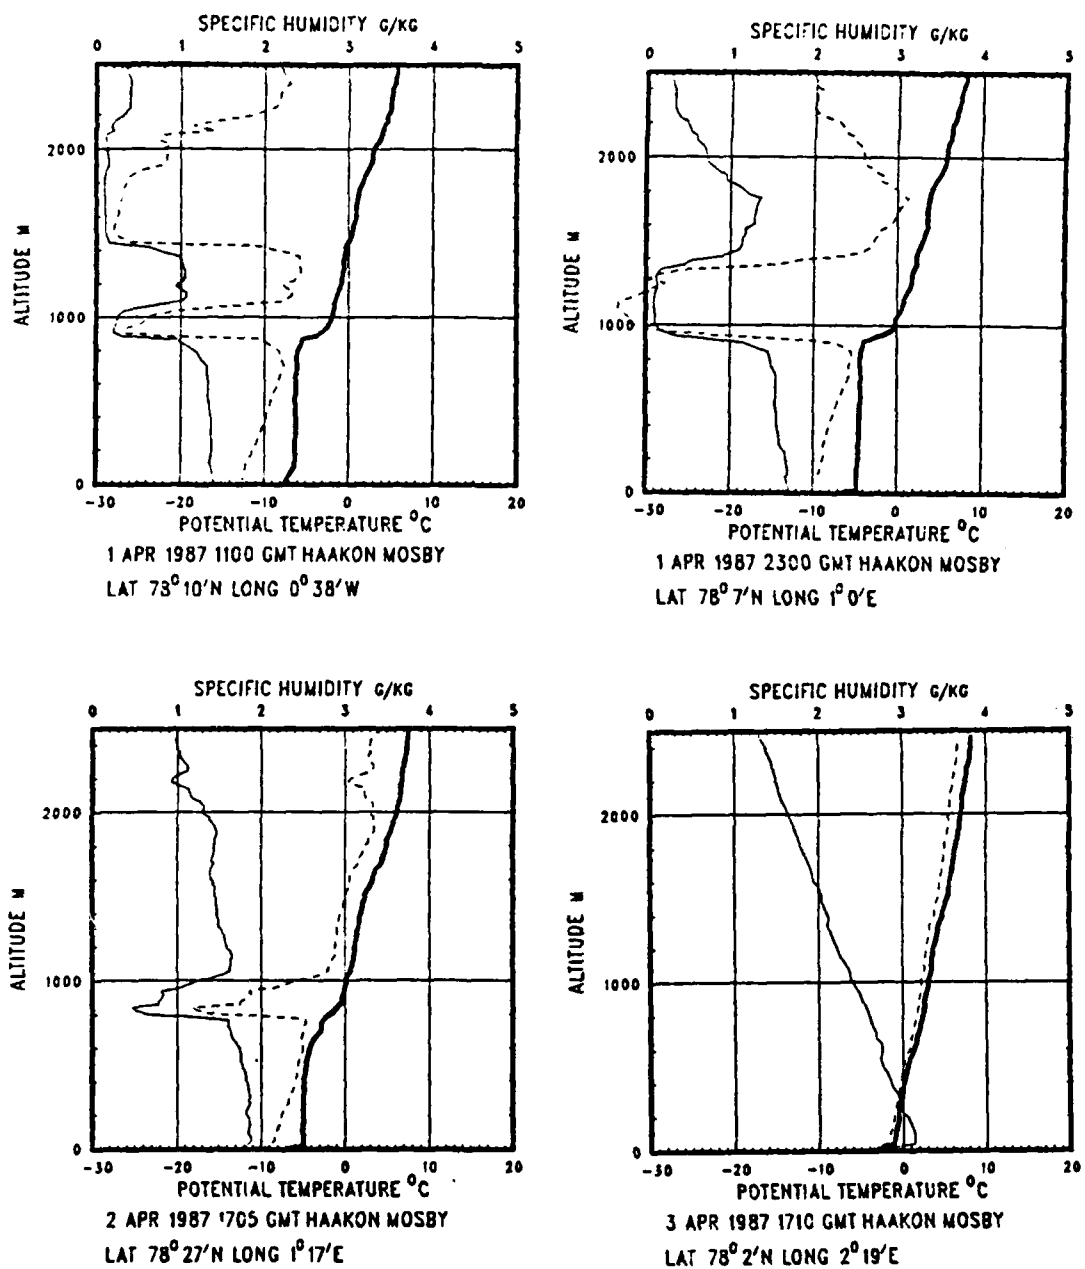 SPECIFIC HUMIDITY G/KG
0 1 2 3 4 5
2000
1000
0
ALTITUDE M
-30 -20 -10 0 10 20
POTENTIAL TEMPERATURE °C
1 APR 1987 1100 GMT HAAKON MOSBY
LAT 78° 10'N LONG 0° 38'W
SPECIFIC HUMIDITY G/KG
0 1 2 3 4 5
2000
1000
0
ALTITUDE M
-30 -20 -10 0 10 20
POTENTIAL TEMPERATURE °C
1 APR 1987 2300 GMT HAAKON MOSBY
LAT 78° 7'N LONG 1° 0'E
SPECIFIC HUMIDITY G/KG
0 1 2 3 4 5
2000
1000
0
ALTITUDE M
-30 -20 -10 0 10 20
POTENTIAL TEMPERATURE °C
2 APR 1987 1705 GMT HAAKON MOSBY
LAT 78° 27'N LONG 1° 17'E
SPECIFIC HUMIDITY G/KG
0 1 2 3 4 5
2000
1000
0
ALTITUDE M
-30 -20 -10 0 10 20
POTENTIAL TEMPERATURE °C
3 APR 1987 1710 GMT HAAKON MOSBY
LAT 78° 2'N LONG 2° 19'E